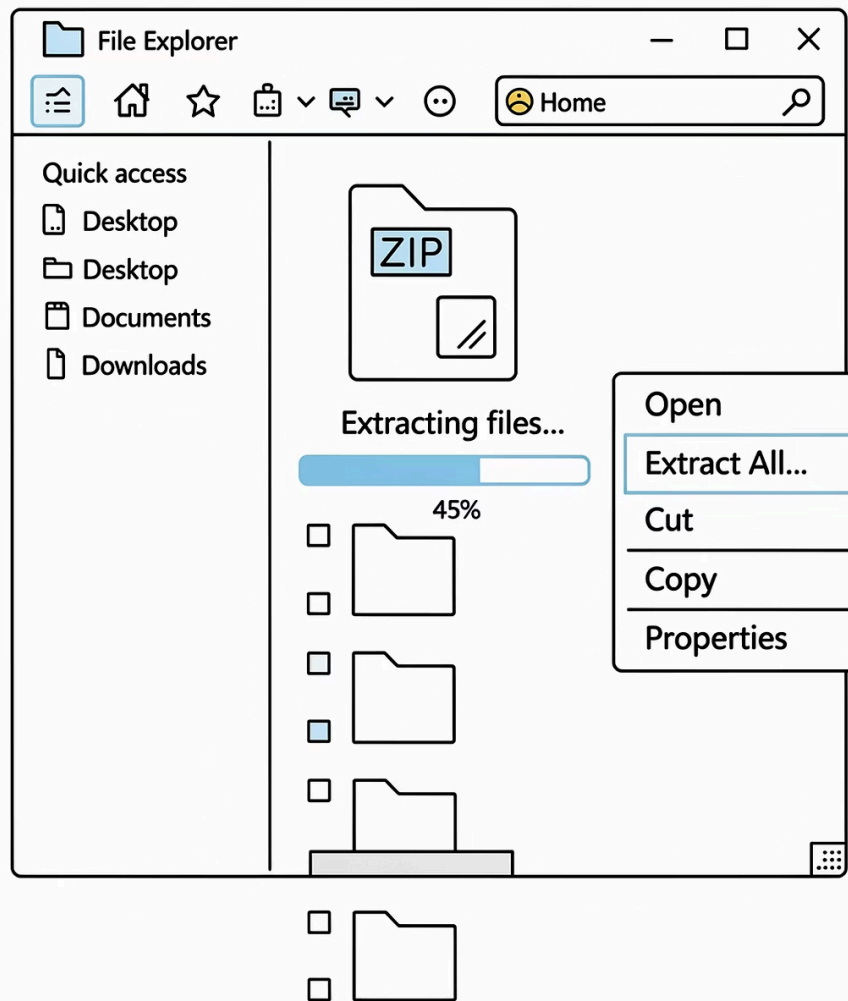 File Explorer
Home
Quick access
Desktop
Desktop
Documents
Downloads
ZIP
Extracting files...
45%
Open
Extract All...
Cut
Copy
Properties